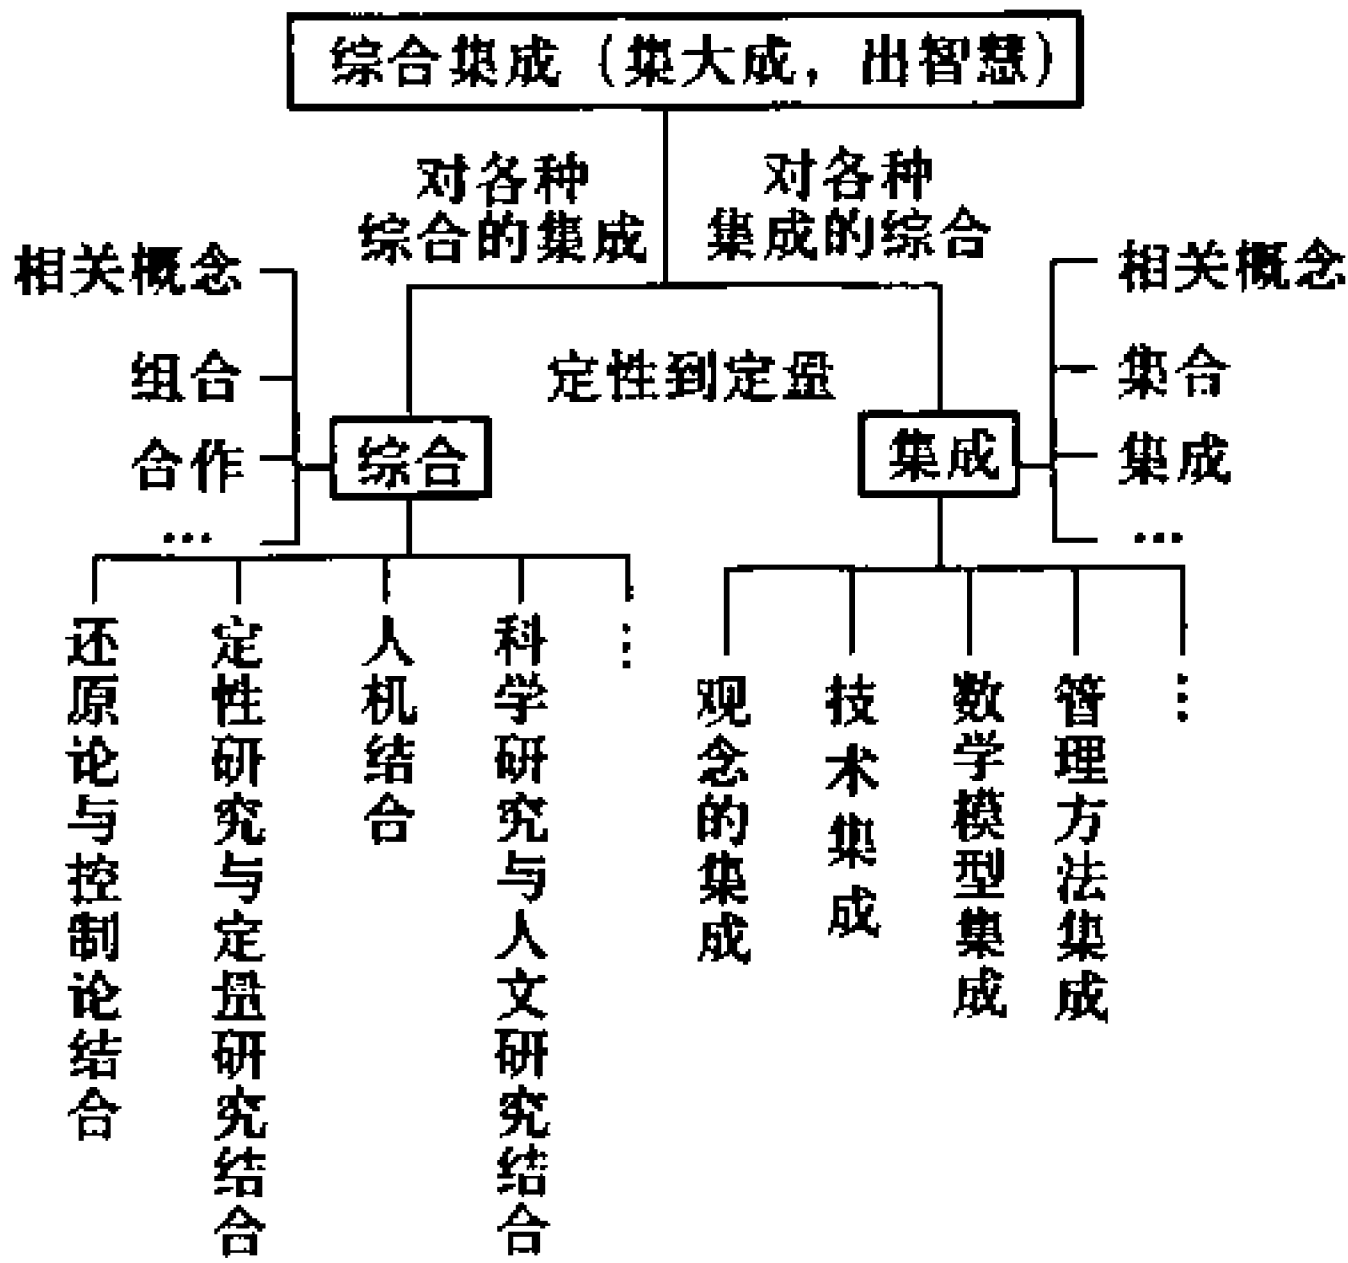 综合集成（集大成，出智慧）
对各种
综合的集成
对各种
集成的综合
相关概念
组合
合作
…
综合
定性到定量
集成
相关概念
集合
集成
…
还原论与控制论结合
定性研究与定量研究结合
人机结合
科学研究与人文研究结合
…
观念的集成
技术集成
数学模型集成
管理方法集成
…